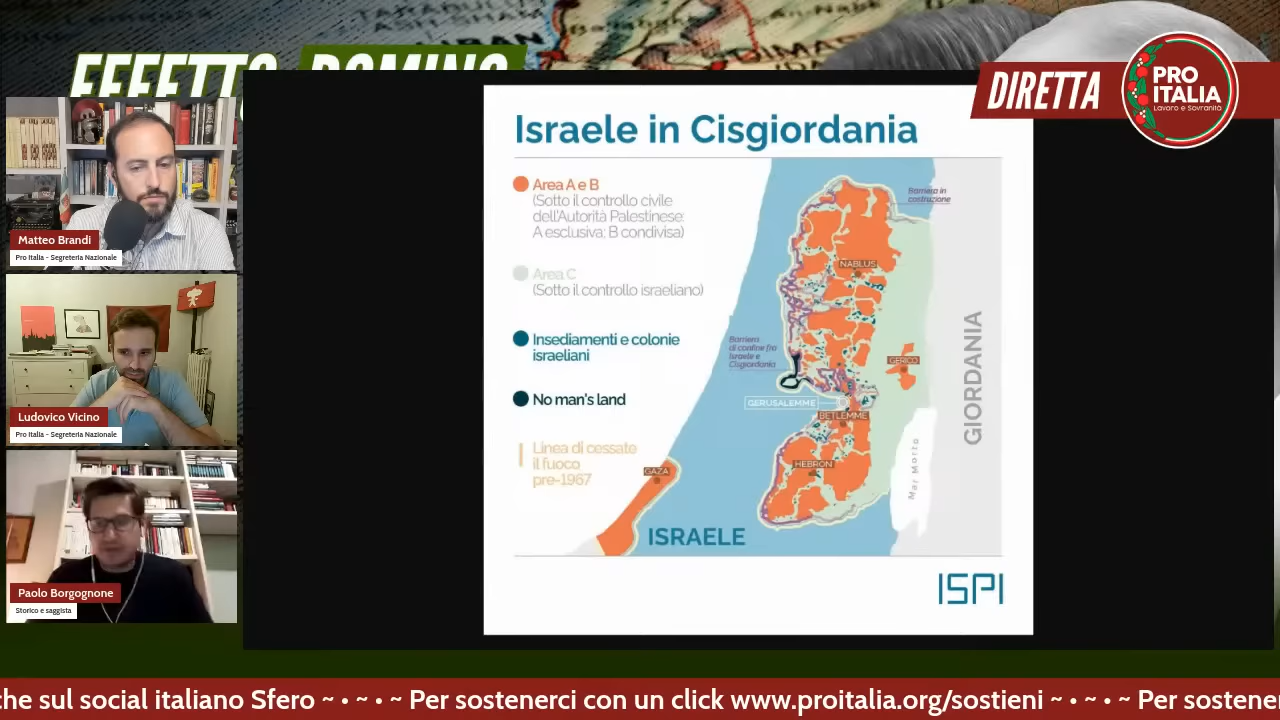 EFFETTO DOMINO
DIRETTA
PRO
ITALIA
Lavoro e Sovranità
Matteo Brandi
Pro Italia - Segreteria Nazionale
Ludovico Vicino
Pro Italia - Segreteria Nazionale
Paolo Borgognone
Storico e saggista
Israele in Cisgiordania
Area A e B
(Sotto il controllo civile
dell'Autorità Palestinese:
A esclusiva; B condivisa)
Area C
(Sotto il controllo israeliano)
Insediamenti e colonie
israeliani
No man's land
Linea di cessate
il fuoco
pre-1967
Barriera in
costruzione
NABLUS
Barriera
di confine fra
Israele e
Cisgiordania
GERICO
GERUSALEMME
BETLEMME
HEBRON
GAZA
ISRAELE
Mar Morto
GIORDANIA
ISPI
che sul social italiano Sfero ~ • ~ • ~ Per sostenerci con un click www.proitalia.org/sostieni ~ • ~ • ~ Per sostener